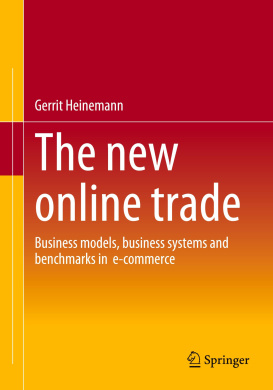 Gerrit Heinemann
The new
online trade
Business models, business systems and
benchmarks in e-commerce
Springer